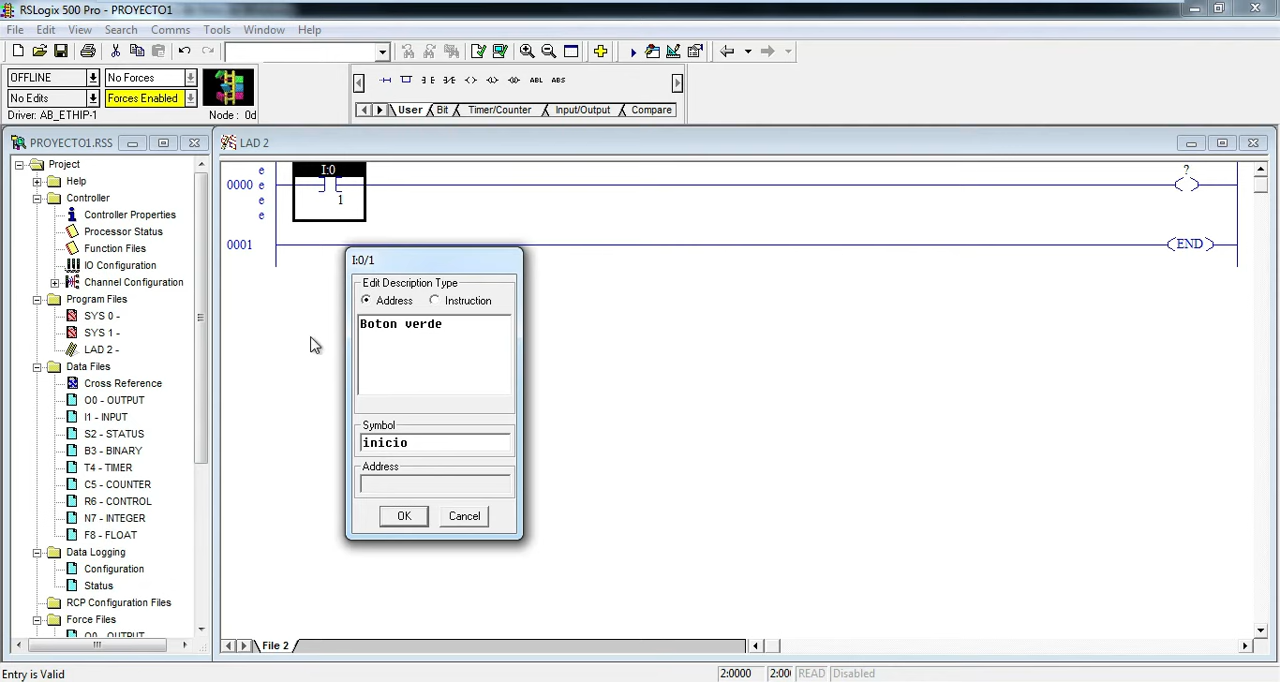 RSLogix 500 Pro - PROYECTO1
File Edit View Search Comms Tools Window Help
OFFLINE No Forces
No Edits Forces Enabled
Driver: AB_ETHIP-1 Node : 0d
ABL ABS
User Bit Timer/Counter Input/Output Compare
PROYECTO1.RSS
Project
Help
Controller
Controller Properties
Processor Status
Function Files
IO Configuration
Channel Configuration
Program Files
SYS 0 -
SYS 1 -
LAD 2 -
Data Files
Cross Reference
O0 - OUTPUT
I1 - INPUT
S2 - STATUS
B3 - BINARY
T4 - TIMER
C5 - COUNTER
R6 - CONTROL
N7 - INTEGER
F8 - FLOAT
Data Logging
Configuration
Status
RCP Configuration Files
Force Files
O0 - OUTPUT
LAD 2
e I:0 ?
0000 e
e 1
e
0001 END
I:0/1
Edit Description Type
Address Instruction
Boton verde
Symbol
inicio
Address
OK Cancel
File 2
Entry is Valid 2:0000 2:00 READ Disabled